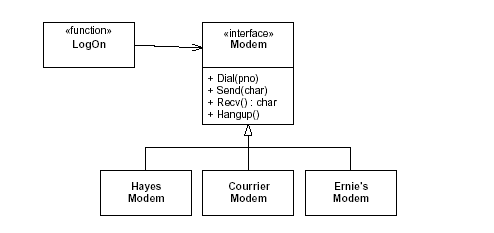 «function»
LogOn
«interface»
Modem
+ Dial(pno)
+ Send(char)
+ Recv() : char
+ Hangup()
Hayes
Modem
Courrier
Modem
Ernie's
Modem